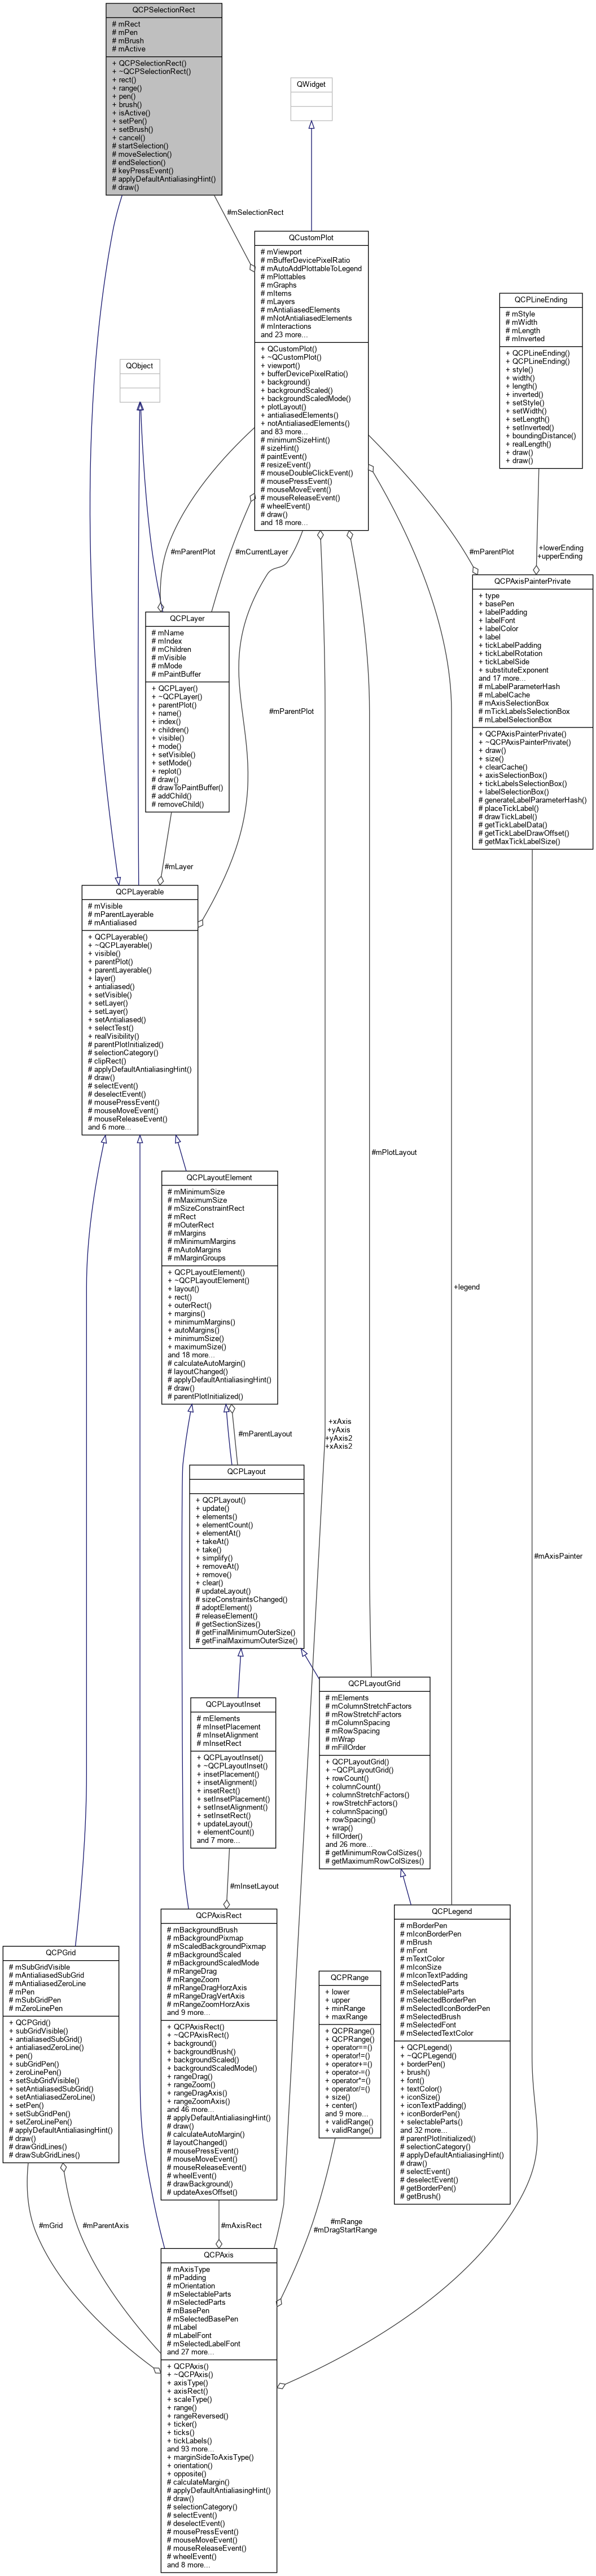 QCPSelectionRect
# mRect
# mPen
# mBrush
# mActive
+ QCPSelectionRect()
+ ~QCPSelectionRect()
+ rect()
+ range()
+ pen()
+ brush()
+ isActive()
+ setPen()
+ setBrush()
+ cancel()
# startSelection()
# moveSelection()
# endSelection()
# keyPressEvent()
# applyDefaultAntialiasingHint()
# draw()
QWidget
#mSelectionRect
QCustomPlot
# mViewport
# mBufferDevicePixelRatio
# mAutoAddPlottableToLegend
# mPlottables
# mGraphs
# mItems
# mLayers
# mAntialiasedElements
# mNotAntialiasedElements
# mInteractions
and 23 more...
+ QCustomPlot()
+ ~QCustomPlot()
+ viewport()
+ bufferDevicePixelRatio()
+ background()
+ backgroundScaled()
+ backgroundScaledMode()
+ plotLayout()
+ antialiasedElements()
+ notAntialiasedElements()
and 83 more...
# minimumSizeHint()
# sizeHint()
# paintEvent()
# resizeEvent()
# mouseDoubleClickEvent()
# mousePressEvent()
# mouseMoveEvent()
# mouseReleaseEvent()
# wheelEvent()
# draw()
and 18 more...
QCPLineEnding
# mStyle
# mWidth
# mLength
# mInverted
+ QCPLineEnding()
+ QCPLineEnding()
+ style()
+ width()
+ length()
+ inverted()
+ setStyle()
+ setWidth()
+ setLength()
+ setInverted()
+ boundingDistance()
+ realLength()
+ draw()
+ draw()
QObject
#mParentPlot
#mCurrentLayer
#mParentPlot
+lowerEnding
+upperEnding
QCPLayer
# mName
# mIndex
# mChildren
# mVisible
# mMode
# mPaintBuffer
+ QCPLayer()
+ ~QCPLayer()
+ parentPlot()
+ name()
+ index()
+ children()
+ visible()
+ mode()
+ setVisible()
+ setMode()
+ replot()
# draw()
# drawToPaintBuffer()
# addChild()
# removeChild()
#mParentPlot
QCPAxisPainterPrivate
+ type
+ basePen
+ labelPadding
+ labelFont
+ labelColor
+ label
+ tickLabelPadding
+ tickLabelRotation
+ tickLabelSide
+ substituteExponent
and 17 more...
# mLabelParameterHash
# mLabelCache
# mAxisSelectionBox
# mTickLabelsSelectionBox
# mLabelSelectionBox
+ QCPAxisPainterPrivate()
+ ~QCPAxisPainterPrivate()
+ draw()
+ size()
+ clearCache()
+ axisSelectionBox()
+ tickLabelsSelectionBox()
+ labelSelectionBox()
# generateLabelParameterHash()
# placeTickLabel()
# drawTickLabel()
# getTickLabelData()
# getTickLabelDrawOffset()
# getMaxTickLabelSize()
#mLayer
QCPLayerable
# mVisible
# mParentLayerable
# mAntialiased
+ QCPLayerable()
+ ~QCPLayerable()
+ visible()
+ parentPlot()
+ parentLayerable()
+ layer()
+ antialiased()
+ setVisible()
+ setLayer()
+ setLayer()
+ setAntialiased()
+ selectTest()
+ realVisibility()
# parentPlotInitialized()
# selectionCategory()
# clipRect()
# applyDefaultAntialiasingHint()
# draw()
# selectEvent()
# deselectEvent()
# mousePressEvent()
# mouseMoveEvent()
# mouseReleaseEvent()
and 6 more...
#mPlotLayout
QCPLayoutElement
# mMinimumSize
# mMaximumSize
# mSizeConstraintRect
# mRect
# mOuterRect
# mMargins
# mMinimumMargins
# mAutoMargins
# mMarginGroups
+ QCPLayoutElement()
+ ~QCPLayoutElement()
+ layout()
+ rect()
+ outerRect()
+ margins()
+ minimumMargins()
+ autoMargins()
+ minimumSize()
+ maximumSize()
and 18 more...
# calculateAutoMargin()
# layoutChanged()
# applyDefaultAntialiasingHint()
# draw()
# parentPlotInitialized()
+legend
#mParentLayout
+xAxis
+yAxis
+yAxis2
+xAxis2
QCPLayout
+ QCPLayout()
+ update()
+ elements()
+ elementCount()
+ elementAt()
+ takeAt()
+ take()
+ simplify()
+ removeAt()
+ remove()
+ clear()
# updateLayout()
# sizeConstraintsChanged()
# adoptElement()
# releaseElement()
# getSectionSizes()
# getFinalMinimumOuterSize()
# getFinalMaximumOuterSize()
#mAxisPainter
QCPLayoutInset
# mElements
# mInsetPlacement
# mInsetAlignment
# mInsetRect
+ QCPLayoutInset()
+ ~QCPLayoutInset()
+ insetPlacement()
+ insetAlignment()
+ insetRect()
+ setInsetPlacement()
+ setInsetAlignment()
+ setInsetRect()
+ updateLayout()
+ elementCount()
and 7 more...
QCPLayoutGrid
# mElements
# mColumnStretchFactors
# mRowStretchFactors
# mColumnSpacing
# mRowSpacing
# mWrap
# mFillOrder
+ QCPLayoutGrid()
+ ~QCPLayoutGrid()
+ rowCount()
+ columnCount()
+ columnStretchFactors()
+ rowStretchFactors()
+ columnSpacing()
+ rowSpacing()
+ wrap()
+ fillOrder()
and 26 more...
# getMinimumRowColSizes()
# getMaximumRowColSizes()
#mInsetLayout
QCPAxisRect
# mBackgroundBrush
# mBackgroundPixmap
# mScaledBackgroundPixmap
# mBackgroundScaled
# mBackgroundScaledMode
# mRangeDrag
# mRangeZoom
# mRangeDragHorzAxis
# mRangeDragVertAxis
# mRangeZoomHorzAxis
and 9 more...
+ QCPAxisRect()
+ ~QCPAxisRect()
+ background()
+ backgroundBrush()
+ backgroundScaled()
+ backgroundScaledMode()
+ rangeDrag()
+ rangeZoom()
+ rangeDragAxis()
+ rangeZoomAxis()
and 46 more...
# applyDefaultAntialiasingHint()
# draw()
# calculateAutoMargin()
# layoutChanged()
# mousePressEvent()
# mouseMoveEvent()
# mouseReleaseEvent()
# wheelEvent()
# drawBackground()
# updateAxesOffset()
QCPLegend
# mBorderPen
# mIconBorderPen
# mBrush
# mFont
# mTextColor
# mIconSize
# mIconTextPadding
# mSelectedParts
# mSelectableParts
# mSelectedBorderPen
# mSelectedIconBorderPen
# mSelectedBrush
# mSelectedFont
# mSelectedTextColor
+ QCPLegend()
+ ~QCPLegend()
+ borderPen()
+ brush()
+ font()
+ textColor()
+ iconSize()
+ iconTextPadding()
+ iconBorderPen()
+ selectableParts()
and 32 more...
# parentPlotInitialized()
# selectionCategory()
# applyDefaultAntialiasingHint()
# draw()
# selectEvent()
# deselectEvent()
# getBorderPen()
# getBrush()
QCPGrid
# mSubGridVisible
# mAntialiasedSubGrid
# mAntialiasedZeroLine
# mPen
# mSubGridPen
# mZeroLinePen
+ QCPGrid()
+ subGridVisible()
+ antialiasedSubGrid()
+ antialiasedZeroLine()
+ pen()
+ subGridPen()
+ zeroLinePen()
+ setSubGridVisible()
+ setAntialiasedSubGrid()
+ setAntialiasedZeroLine()
+ setPen()
+ setSubGridPen()
+ setZeroLinePen()
# applyDefaultAntialiasingHint()
# draw()
# drawGridLines()
# drawSubGridLines()
QCPRange
+ lower
+ upper
+ minRange
+ maxRange
+ QCPRange()
+ QCPRange()
+ operator==()
+ operator!=()
+ operator+=()
+ operator-=()
+ operator*=()
+ operator/=()
+ size()
+ center()
and 9 more...
+ validRange()
+ validRange()
#mGrid
#mParentAxis
#mAxisRect
#mRange
#mDragStartRange
QCPAxis
# mAxisType
# mPadding
# mOrientation
# mSelectableParts
# mSelectedParts
# mBasePen
# mSelectedBasePen
# mLabel
# mLabelFont
# mSelectedLabelFont
and 27 more...
+ QCPAxis()
+ ~QCPAxis()
+ axisType()
+ axisRect()
+ scaleType()
+ range()
+ rangeReversed()
+ ticker()
+ ticks()
+ tickLabels()
and 93 more...
+ marginSideToAxisType()
+ orientation()
+ opposite()
# calculateMargin()
# applyDefaultAntialiasingHint()
# draw()
# selectionCategory()
# selectEvent()
# deselectEvent()
# mousePressEvent()
# mouseMoveEvent()
# mouseReleaseEvent()
# wheelEvent()
and 8 more...